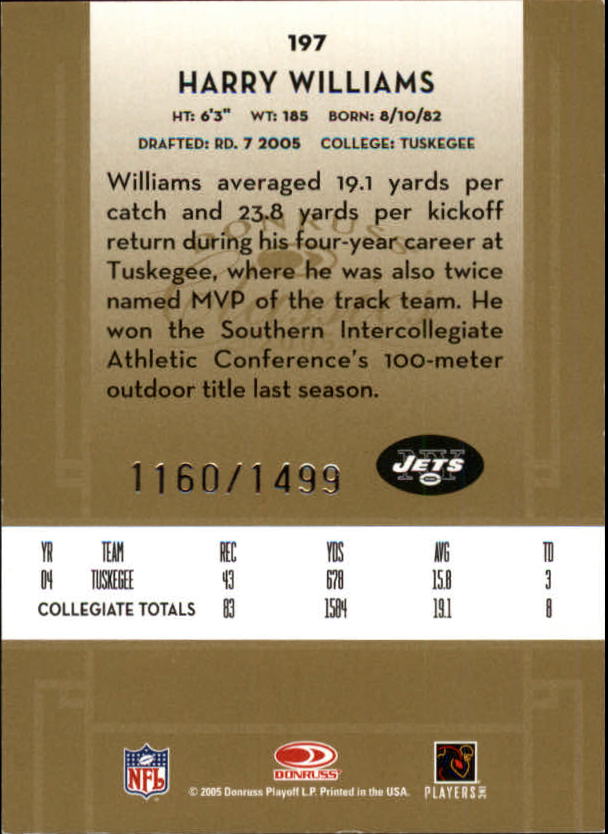 197
HARRY WILLIAMS
HT: 6'3" WT: 185 BORN: 8/10/82
DRAFTED: RD. 7 2005 COLLEGE: TUSKEGEE
Williams averaged 19.1 yards per
catch and 23.8 yards per kickoff
return during his four-year career at
Tuskegee, where he was also twice
named MVP of the track team. He
won the Southern Intercollegiate
Athletic Conference's 100-meter
outdoor title last season.
DONRUSS
1160/1499
NY JETS
YR TEAM REC YDS AVG TD
04 TUSKEGEE 43 678 15.8 3
COLLEGIATE TOTALS 83 1584 19.1 8
NFL
DONRUSS
© 2005 Donruss Playoff L.P. Printed in the USA.
PLAYERS INC